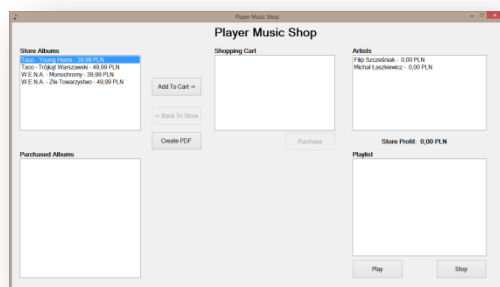 Player Music Shop
Player Music Shop
Store Albums
Taco - Young Hems - 39,99 PLN
Taco - Trójkąt Warszawski - 49,99 PLN
W.E.N.A. - Monochromy - 39,99 PLN
W.E.N.A. - Złe Towarzystwo - 49,99 PLN
Add To Cart ->
<- Back To Store
Create PDF
Shopping Cart
Purchase
Artists
Filip Szcześniak - 0,00 PLN
Michał Łaszkiewicz - 0,00 PLN
Store Profit: 0,00 PLN
Purchased Albums
Playlist
Play
Stop